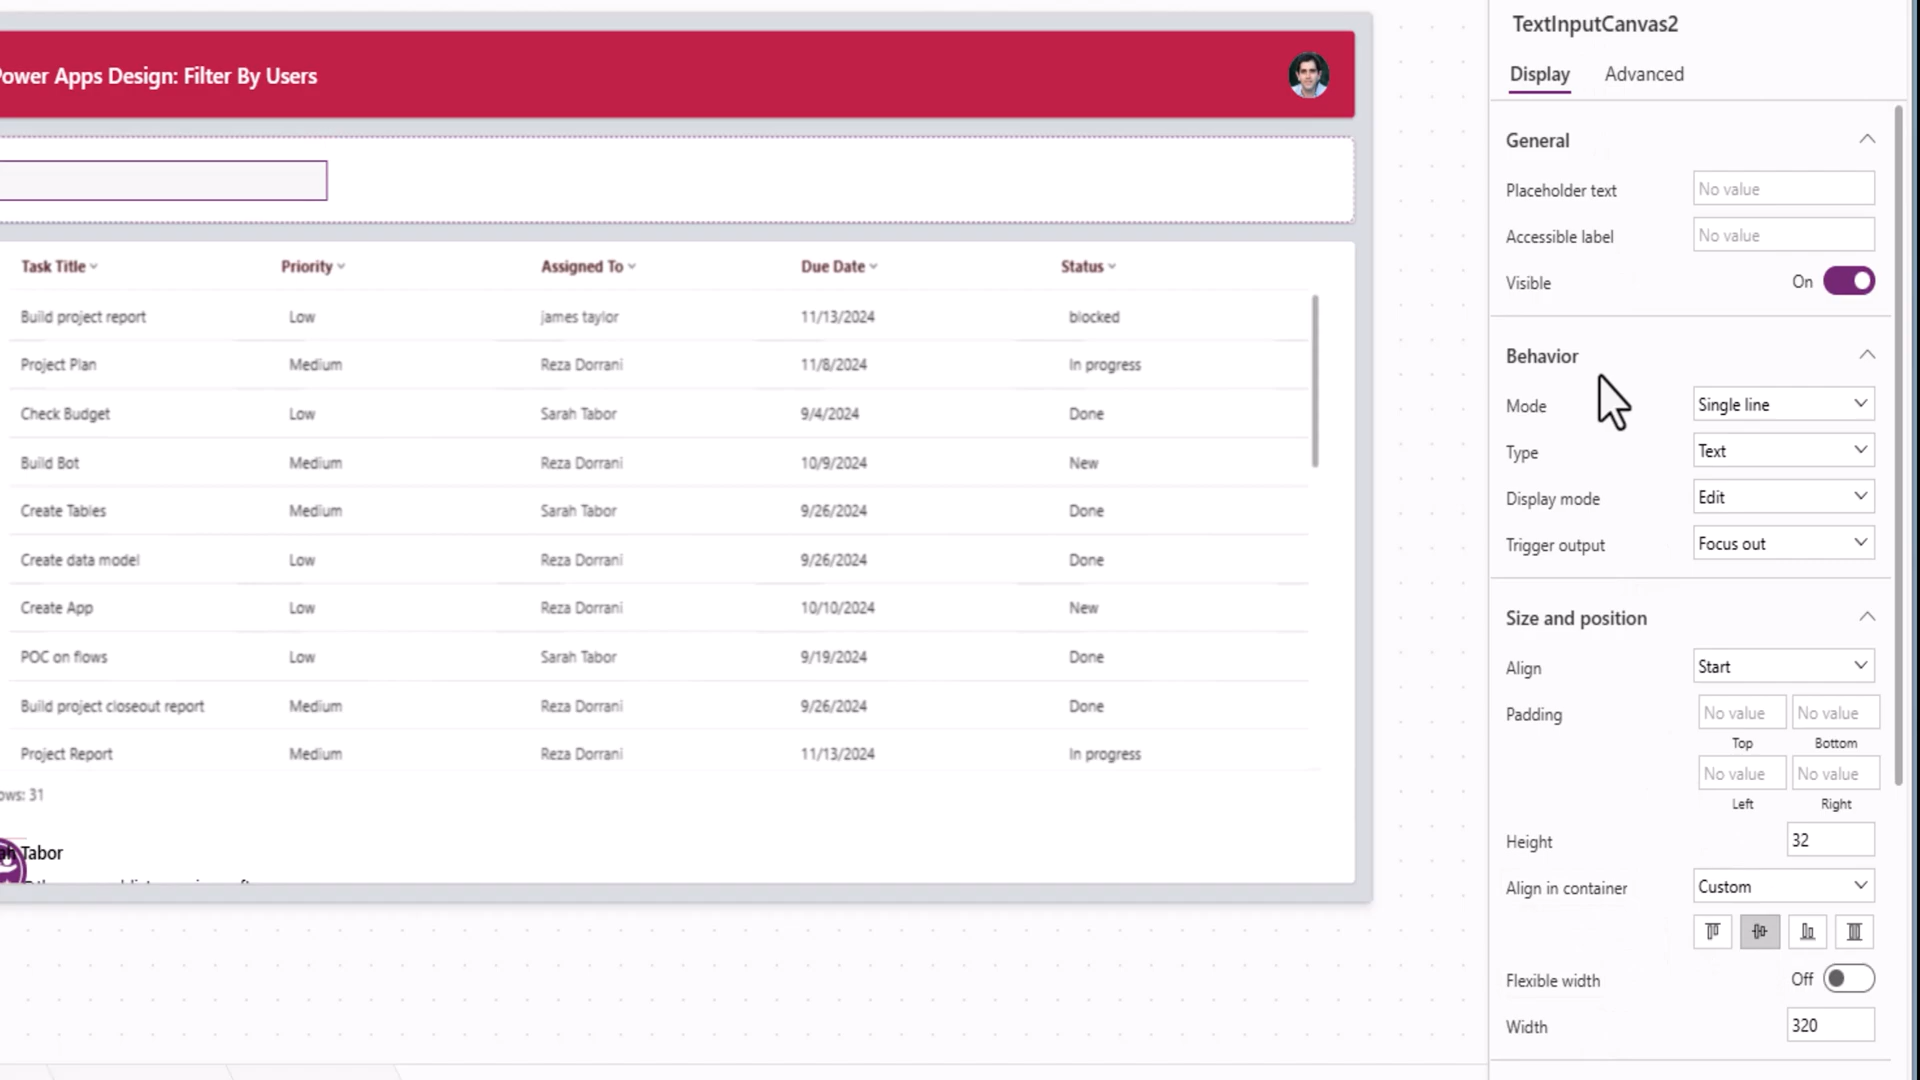 TextInputCanvas2
Power Apps Design: Filter By Users
Display Advanced
General
Placeholder text No value
Accessible label No value
Visible On
Task Title Priority Assigned To Due Date Status
Build project report Low james taylor 11/13/2024 blocked
Project Plan Medium Reza Dorrani 11/8/2024 In progress
Check Budget Low Sarah Tabor 9/4/2024 Done
Build Bot Medium Reza Dorrani 10/9/2024 New
Create Tables Medium Sarah Tabor 9/26/2024 Done
Create data model Low Reza Dorrani 9/26/2024 Done
Create App Low Reza Dorrani 10/10/2024 New
POC on flows Low Sarah Tabor 9/19/2024 Done
Build project closeout report Medium Reza Dorrani 9/26/2024 Done
Project Report Medium Reza Dorrani 11/13/2024 In progress
ows: 31
ah Tabor
Behavior
Mode Single line
Type Text
Display mode Edit
Trigger output Focus out
Size and position
Align Start
Padding No value No value
Top Bottom
No value No value
Left Right
Height 32
Align in container Custom
Flexible width Off
Width 320